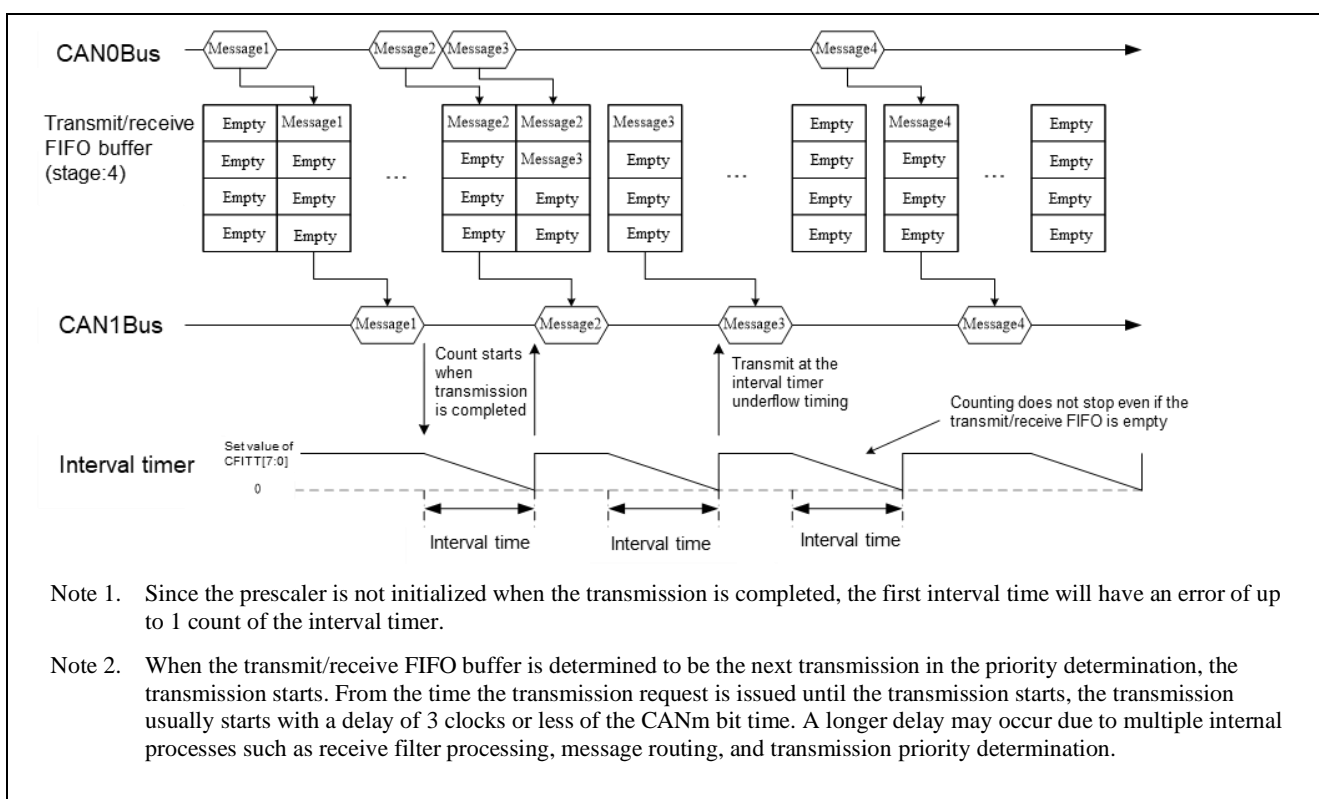 CAN0Bus
Message1
Message2
Message3
Message4
Transmit/receive
FIFO buffer
(stage:4)
Empty Message1 Message2 Message2 Message3 Empty Message4 Empty
Empty Empty ... Empty Message3 Empty ... Empty Empty ... Empty
Empty Empty Empty Empty Empty Empty Empty Empty
Empty Empty Empty Empty Empty Empty Empty Empty
CAN1Bus
Message1
Message2
Message3
Message4
Count starts
when
transmission
is completed
Transmit at the
interval timer
underflow timing
Counting does not stop even if the
transmit/receive FIFO is empty
Interval timer
Set value of
CFITT[7:0]
0
Interval time
Interval time
Interval time
Note 1. Since the prescaler is not initialized when the transmission is completed, the first interval time will have an error of up
to 1 count of the interval timer.
Note 2. When the transmit/receive FIFO buffer is determined to be the next transmission in the priority determination, the
transmission starts. From the time the transmission request is issued until the transmission starts, the transmission
usually starts with a delay of 3 clocks or less of the CANm bit time. A longer delay may occur due to multiple internal
processes such as receive filter processing, message routing, and transmission priority determination.